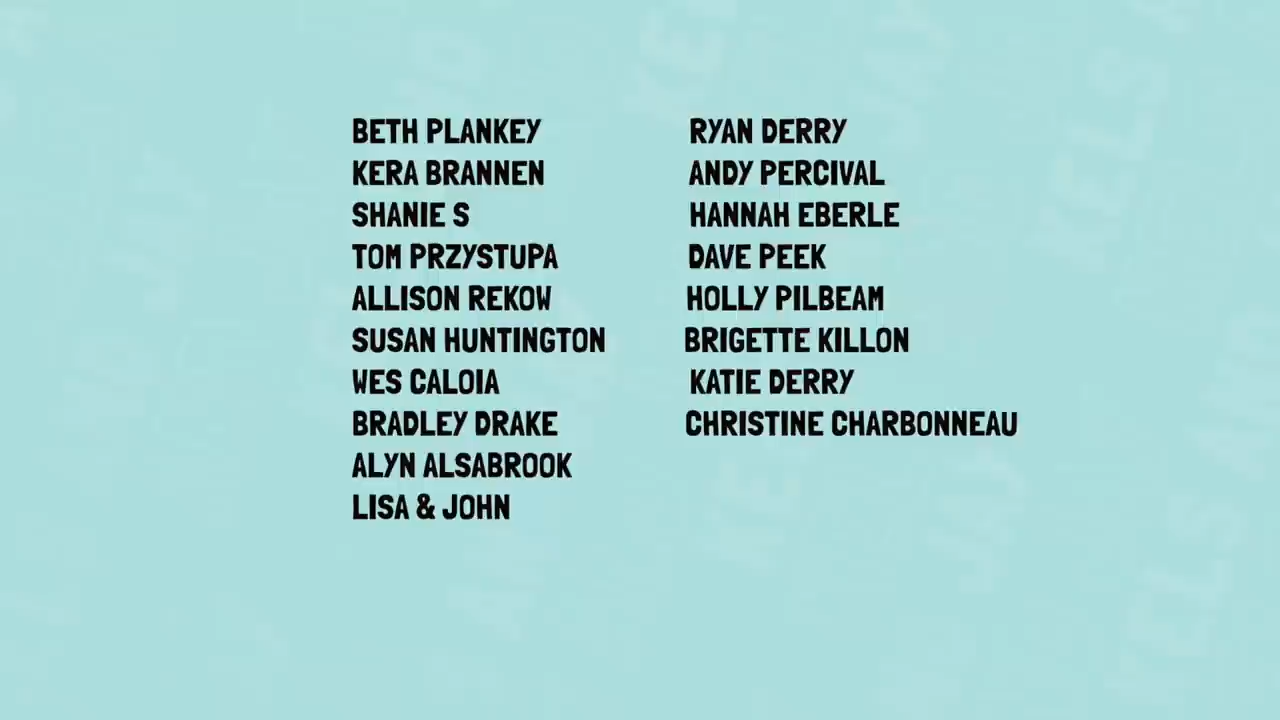 BETH PLANKEY
KERA BRANNEN
SHANIE S
TOM PRZYSTUPA
ALLISON REKOW
SUSAN HUNTINGTON
WES CALOIA
BRADLEY DRAKE
ALYN ALSABROOK
LISA & JOHN
RYAN DERRY
ANDY PERCIVAL
HANNAH EBERLE
DAVE PEEK
HOLLY PILBEAM
BRIGETTE KILLON
KATIE DERRY
CHRISTINE CHARBONNEAU